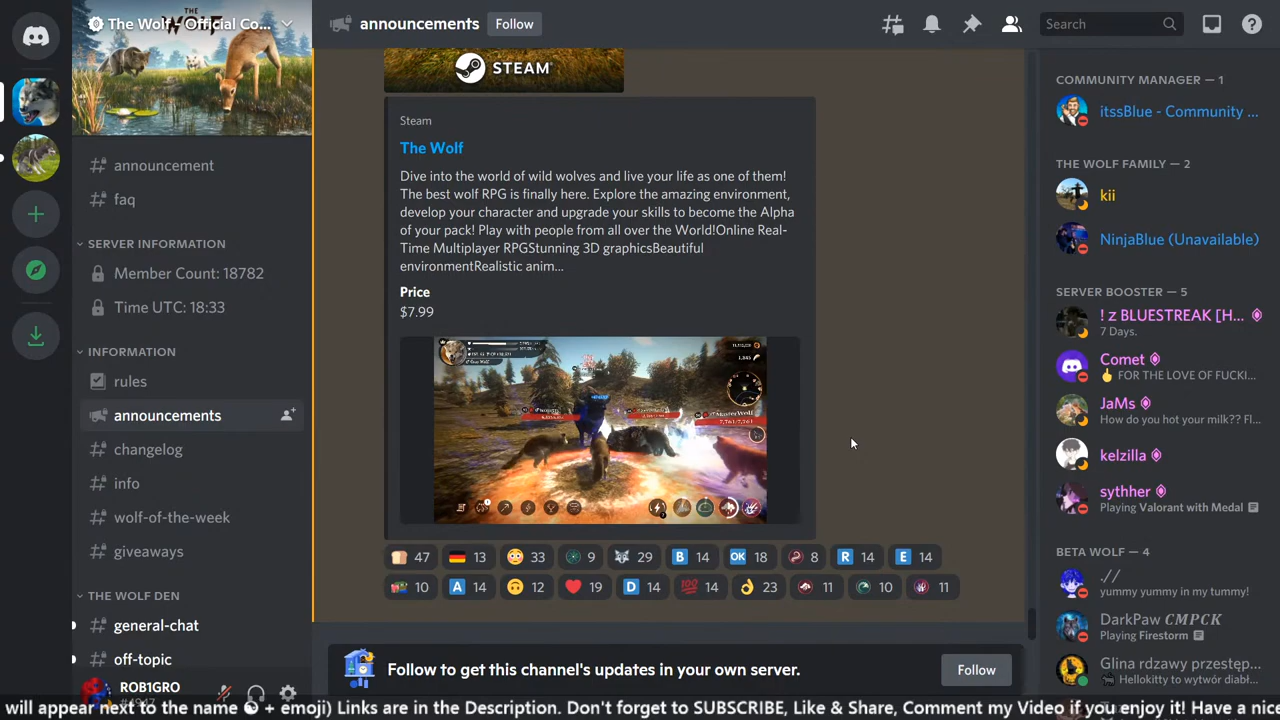 The Wolf - Official Co...
THE
WOLF
announcement
faq
SERVER INFORMATION
Member Count: 18782
Time UTC: 18:33
INFORMATION
rules
announcements
changelog
info
wolf-of-the-week
giveaways
THE WOLF DEN
general-chat
off-topic
ROB1GRO
announcements
Follow
Search
STEAM
Steam
The Wolf
Dive into the world of wild wolves and live your life as one of them!
The best wolf RPG is finally here. Explore the amazing environment,
develop your character and upgrade your skills to become the Alpha
of your pack! Play with people from all over the World!Online Real-
Time Multiplayer RPGStunning 3D graphicsBeautiful
environmentRealistic anim...
Price
$7.99
47 13 33 9 29 B 14 OK 18 8 R 14 E 14
10 A 14 12 19 D 14 100 14 23 11 10 11
Follow to get this channel's updates in your own server.
Follow
COMMUNITY MANAGER — 1
itssBlue - Community ...
THE WOLF FAMILY — 2
kii
NinjaBlue (Unavailable)
SERVER BOOSTER — 5
! z BLUESTREAK [H...
7 Days.
Comet
FOR THE LOVE OF FUCKI...
JaMs
How do you hot your milk?? Fl...
kelzilla
sythher
Playing Valorant with Medal
BETA WOLF — 4
.//
yummy yummy in my tummy!
DarkPaw 𝑪𝑴𝑷𝑪𝑲
Playing Firestorm
Glina rdzawy przestęp...
Hellokitty to wytwór diabł...
will appear next to the name + emoji) Links are in the Description. Don't forget to SUBSCRIBE, Like & Share, Comment my Video if you enjoy it! Have a nice